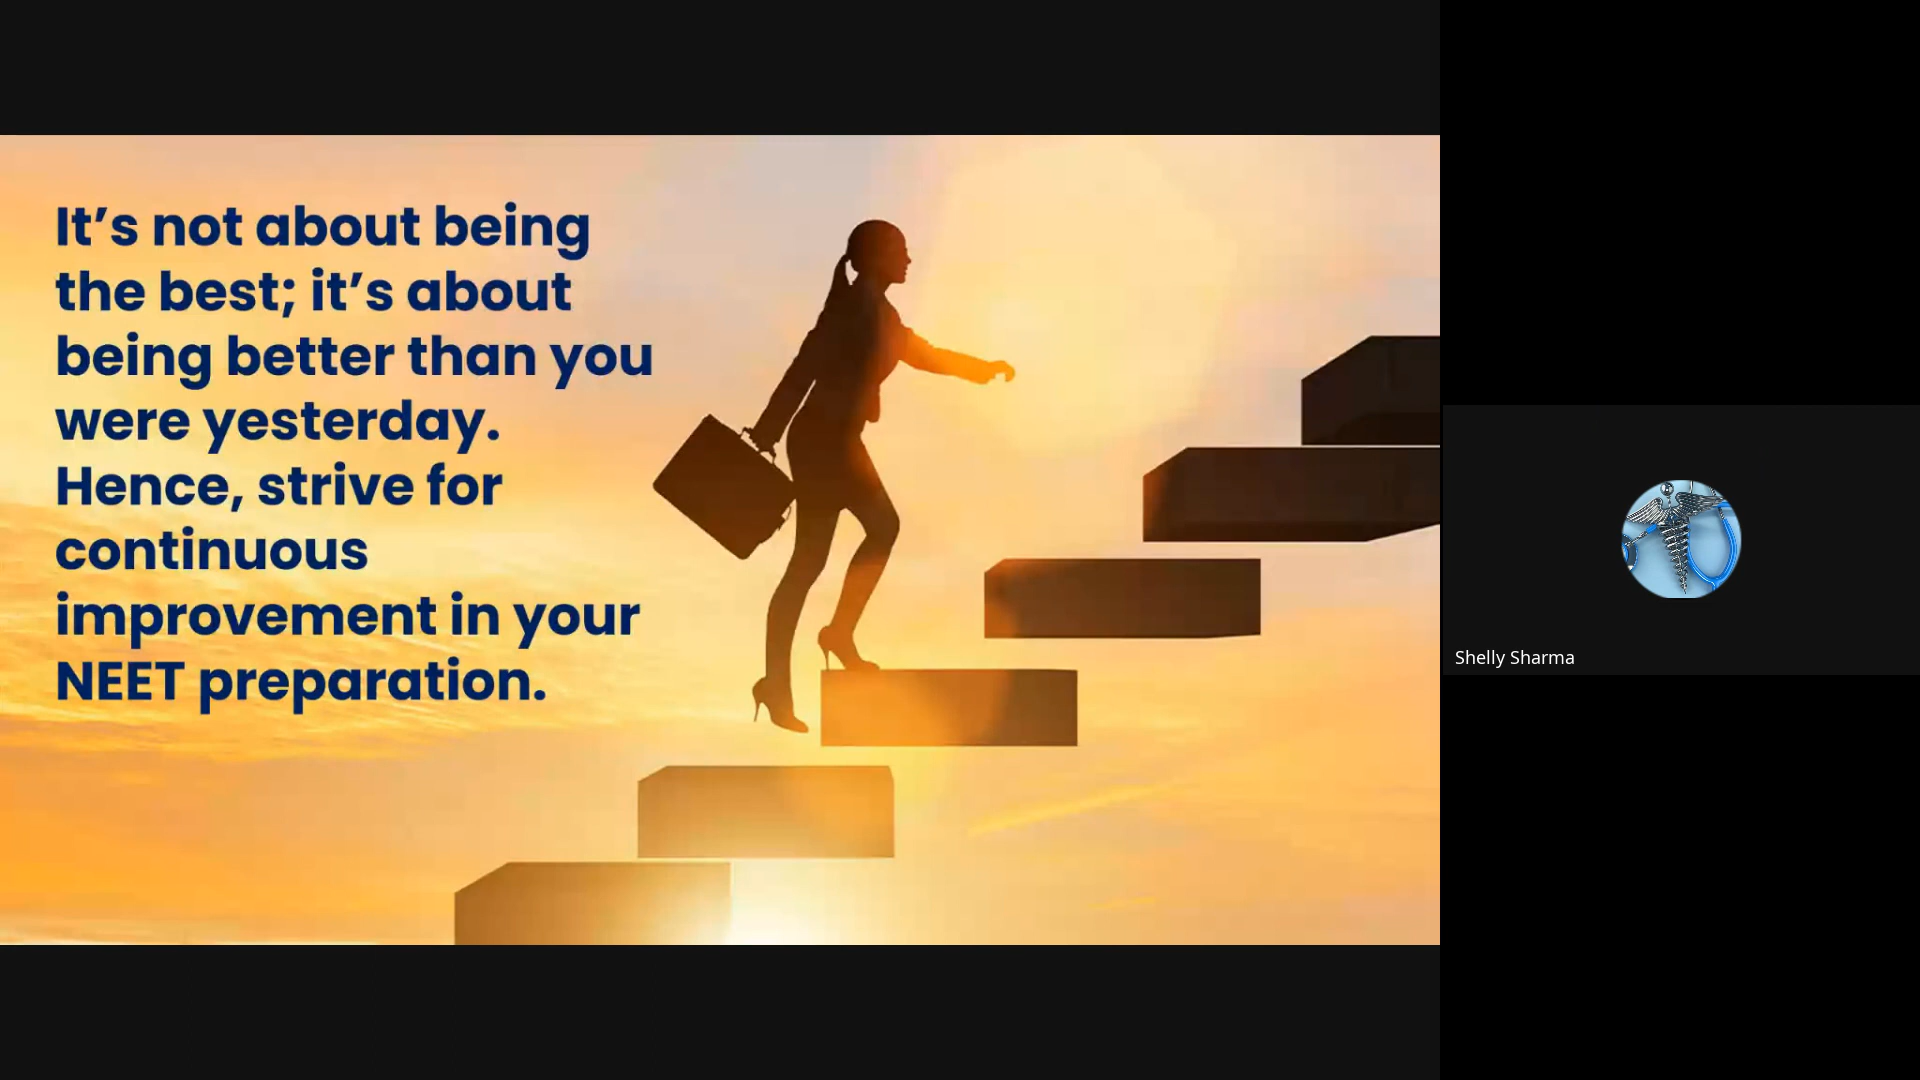 It’s not about being
the best; it’s about
being better than you
were yesterday.
Hence, strive for
continuous
improvement in your
NEET preparation.
Shelly Sharma